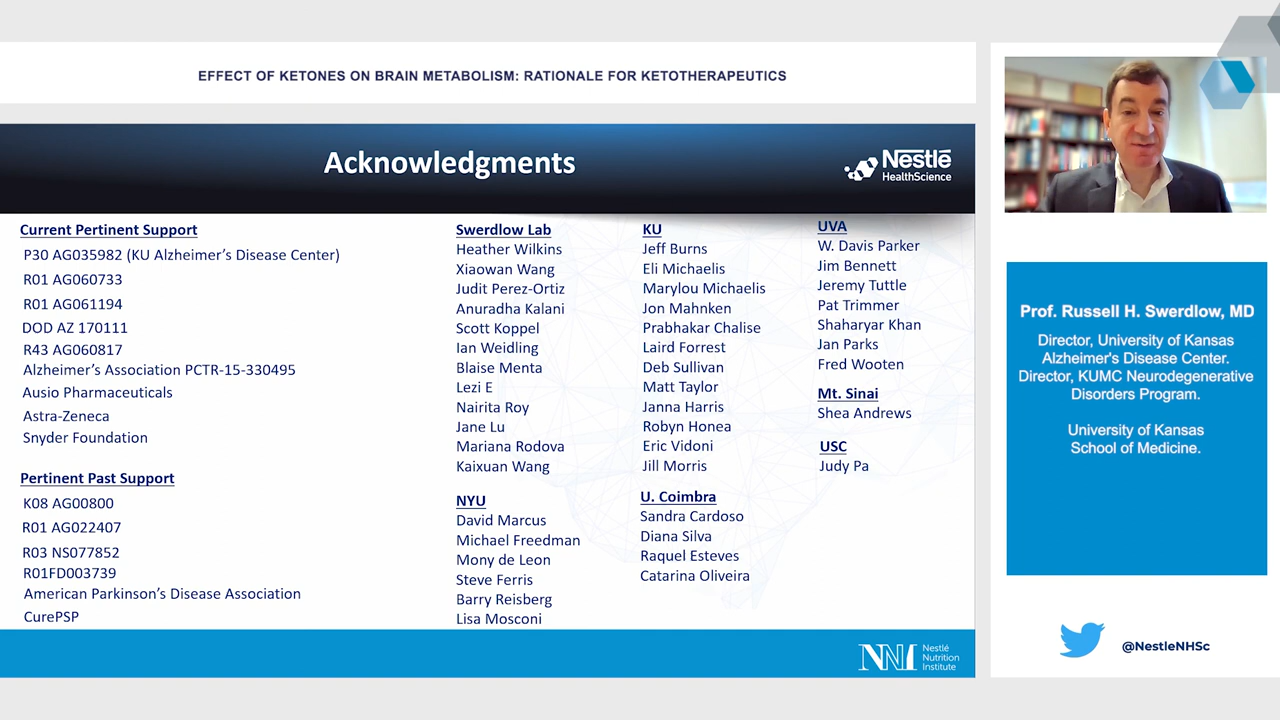 EFFECT OF KETONES ON BRAIN METABOLISM: RATIONALE FOR KETOTHERAPEUTICS
Acknowledgments
Nestlé
HealthScience
Current Pertinent Support
P30 AG035982 (KU Alzheimer's Disease Center)
R01 AG060733
R01 AG061194
DOD AZ 170111
R43 AG060817
Alzheimer's Association PCTR-15-330495
Ausio Pharmaceuticals
Astra-Zeneca
Snyder Foundation
Pertinent Past Support
K08 AG00800
R01 AG022407
R03 NS077852
R01FD003739
American Parkinson's Disease Association
CurePSP
Swerdlow Lab
Heather Wilkins
Xiaowan Wang
Judit Perez-Ortiz
Anuradha Kalani
Scott Koppel
Ian Weidling
Blaise Menta
Lezi E
Nairita Roy
Jane Lu
Mariana Rodova
Kaixuan Wang
NYU
David Marcus
Michael Freedman
Mony de Leon
Steve Ferris
Barry Reisberg
Lisa Mosconi
KU
Jeff Burns
Eli Michaelis
Marylou Michaelis
Jon Mahnken
Prabhakar Chalise
Laird Forrest
Deb Sullivan
Matt Taylor
Janna Harris
Robyn Honea
Eric Vidoni
Jill Morris
U. Coimbra
Sandra Cardoso
Diana Silva
Raquel Esteves
Catarina Oliveira
UVA
W. Davis Parker
Jim Bennett
Jeremy Tuttle
Pat Trimmer
Shaharyar Khan
Jan Parks
Fred Wooten
Mt. Sinai
Shea Andrews
USC
Judy Pa
NNI
Nestlé
Nutrition
Institute
Prof. Russell H. Swerdlow, MD
Director, University of Kansas
Alzheimer's Disease Center.
Director, KUMC Neurodegenerative
Disorders Program.
University of Kansas
School of Medicine.
@NestleNHSc